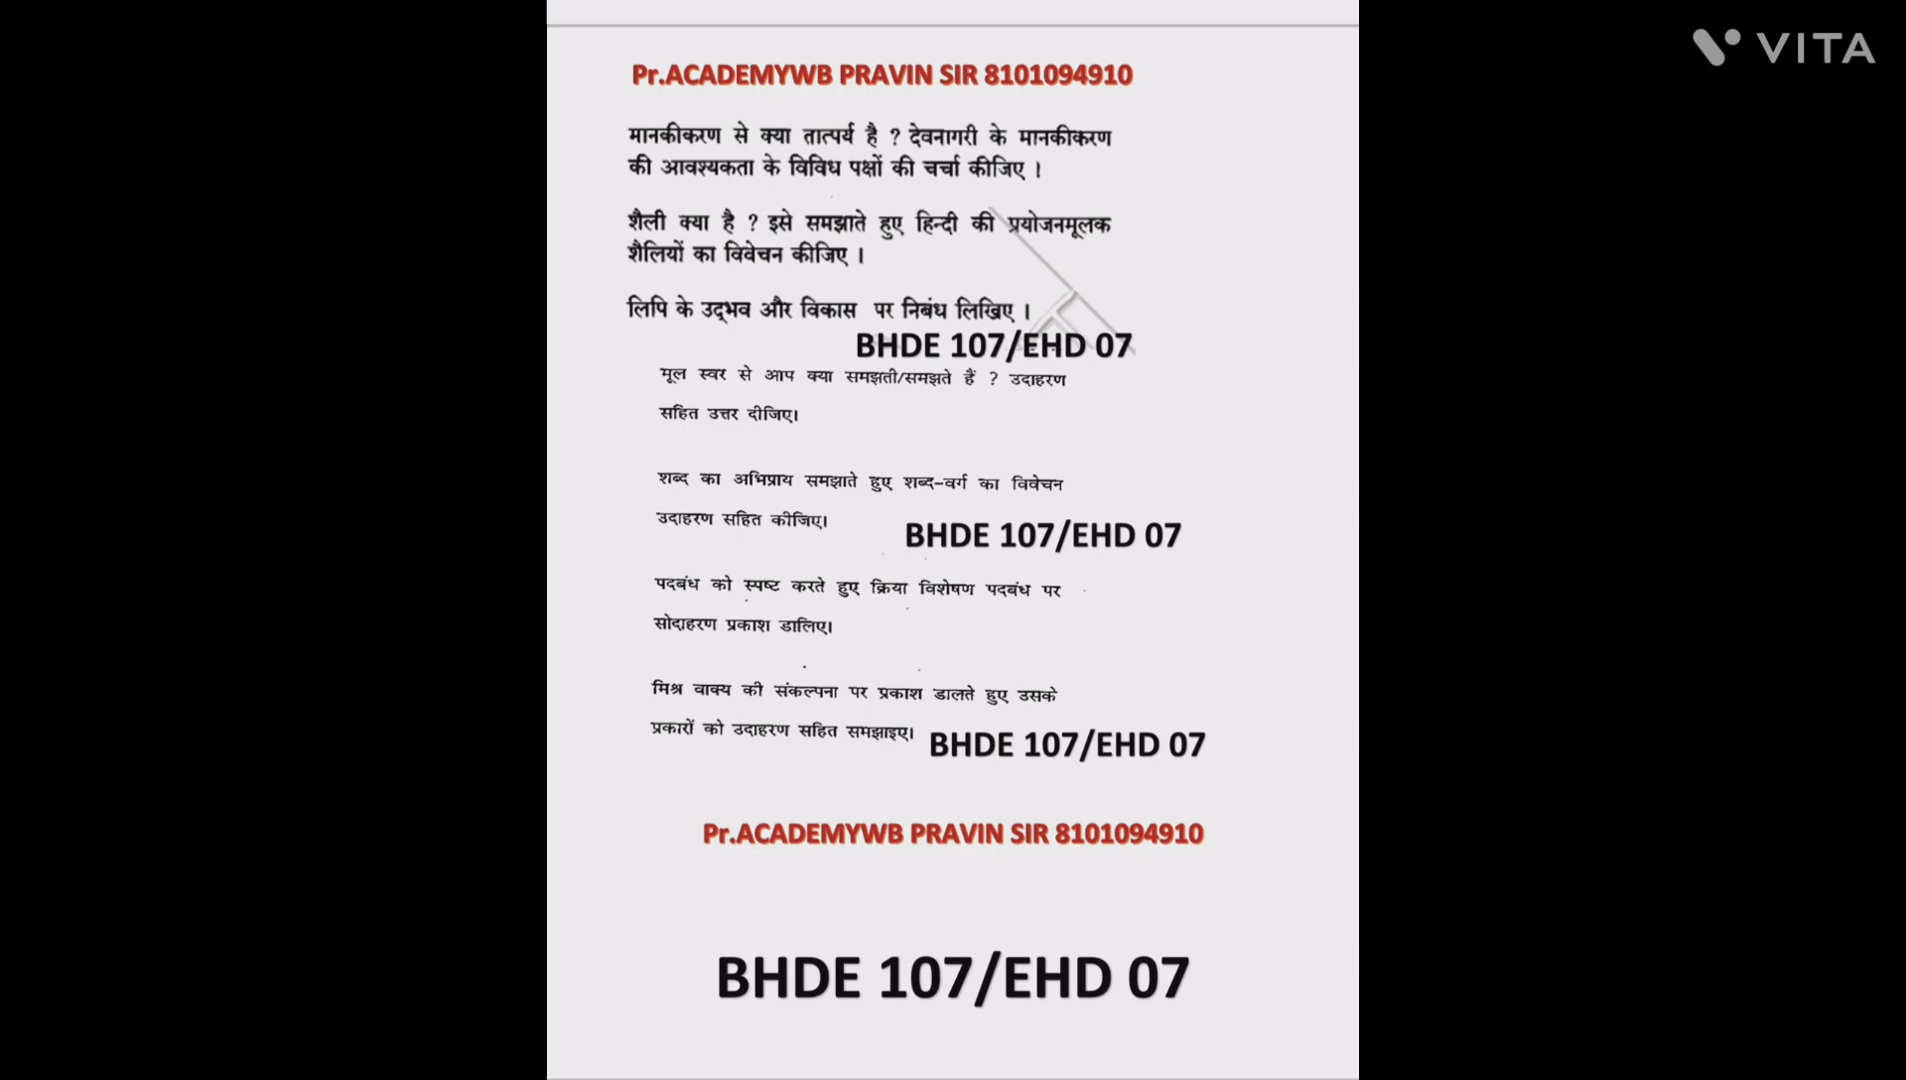 VITA
Pr.ACADEMYWB PRAVIN SIR 8101094910
मानकीकरण से क्या तात्पर्य है ? देवनागरी के मानकीकरण
की आवश्यकता के विविध पक्षों की चर्चा कीजिए ।
शैली क्या है ? इसे समझाते हुए हिन्दी की प्रयोजनमूलक
शैलियों का विवेचन कीजिए ।
लिपि के उद्भव और विकास पर निबंध लिखिए ।
BHDE 107/EHD 07
मूल स्वर से आप क्या समझती/समझते हैं ? उदाहरण
सहित उत्तर दीजिए।
शब्द का अभिप्राय समझाते हुए शब्द-वर्ग का विवेचन
उदाहरण सहित कीजिए।
BHDE 107/EHD 07
पदबंध को स्पष्ट करते हुए क्रिया विशेषण पदबंध पर
सोदाहरण प्रकाश डालिए।
मिश्र वाक्य की संकल्पना पर प्रकाश डालते हुए उसके
प्रकारों को उदाहरण सहित समझाइए।
BHDE 107/EHD 07
Pr.ACADEMYWB PRAVIN SIR 8101094910
BHDE 107/EHD 07